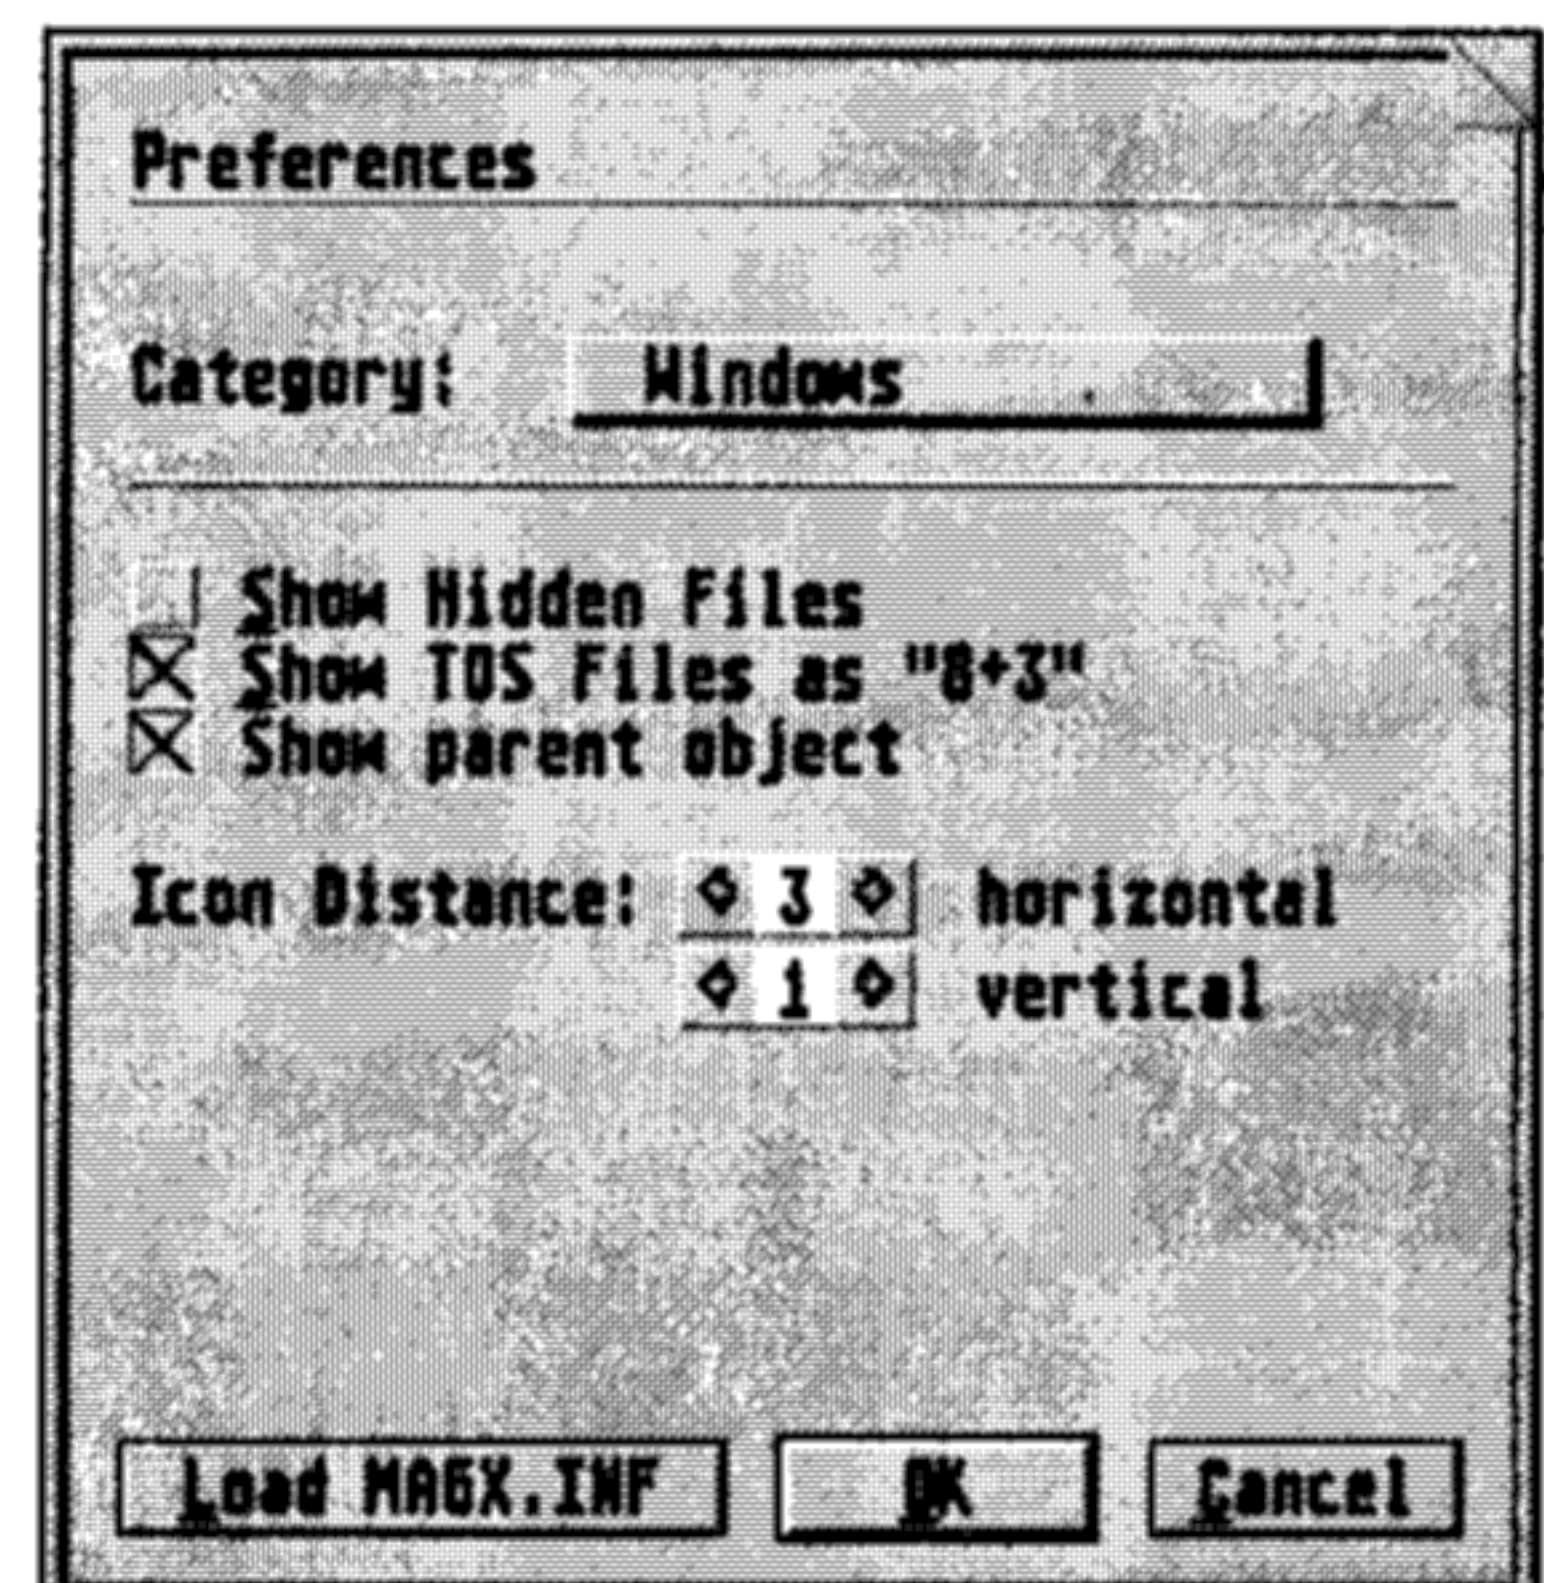 Preferences
Category: Windows
Show Hidden Files
Show TOS Files as "8+3"
Show parent object
Icon Distance: 3 horizontal
1 vertical
Load MAGX.INF OK Cancel